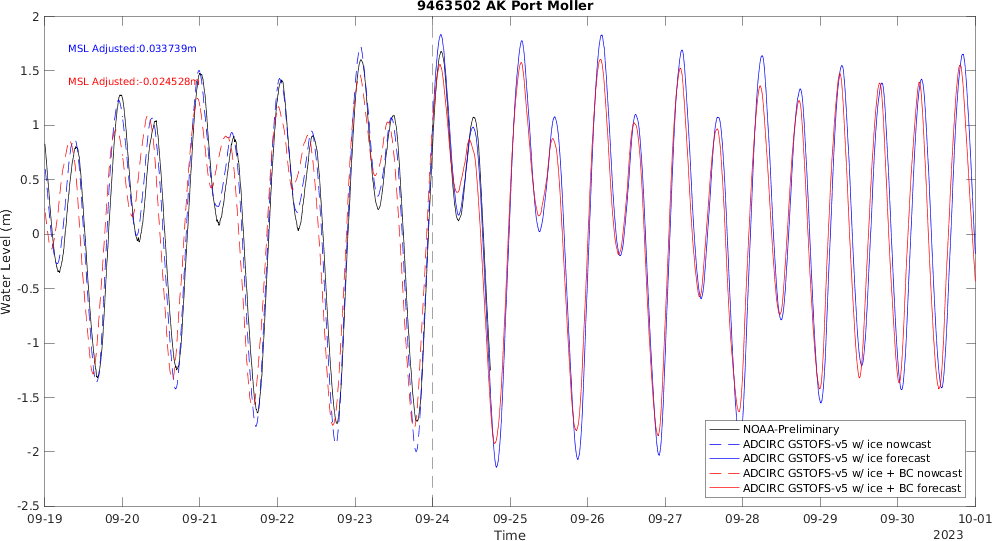 9463502 AK Port Moller
MSL Adjusted:0.033739m
MSL Adjusted:-0.024528m
Water Level (m)
2
1.5
1
0.5
0
-0.5
-1
-1.5
-2
-2.5
NOAA-Preliminary
ADCIRC GSTOFS-v5 w/ ice nowcast
ADCIRC GSTOFS-v5 w/ ice forecast
ADCIRC GSTOFS-v5 w/ ice + BC nowcast
ADCIRC GSTOFS-v5 w/ ice + BC forecast
09-19 09-20 09-21 09-22 09-23 09-24 09-25 09-26 09-27 09-28 09-29 09-30 10-01
Time
2023